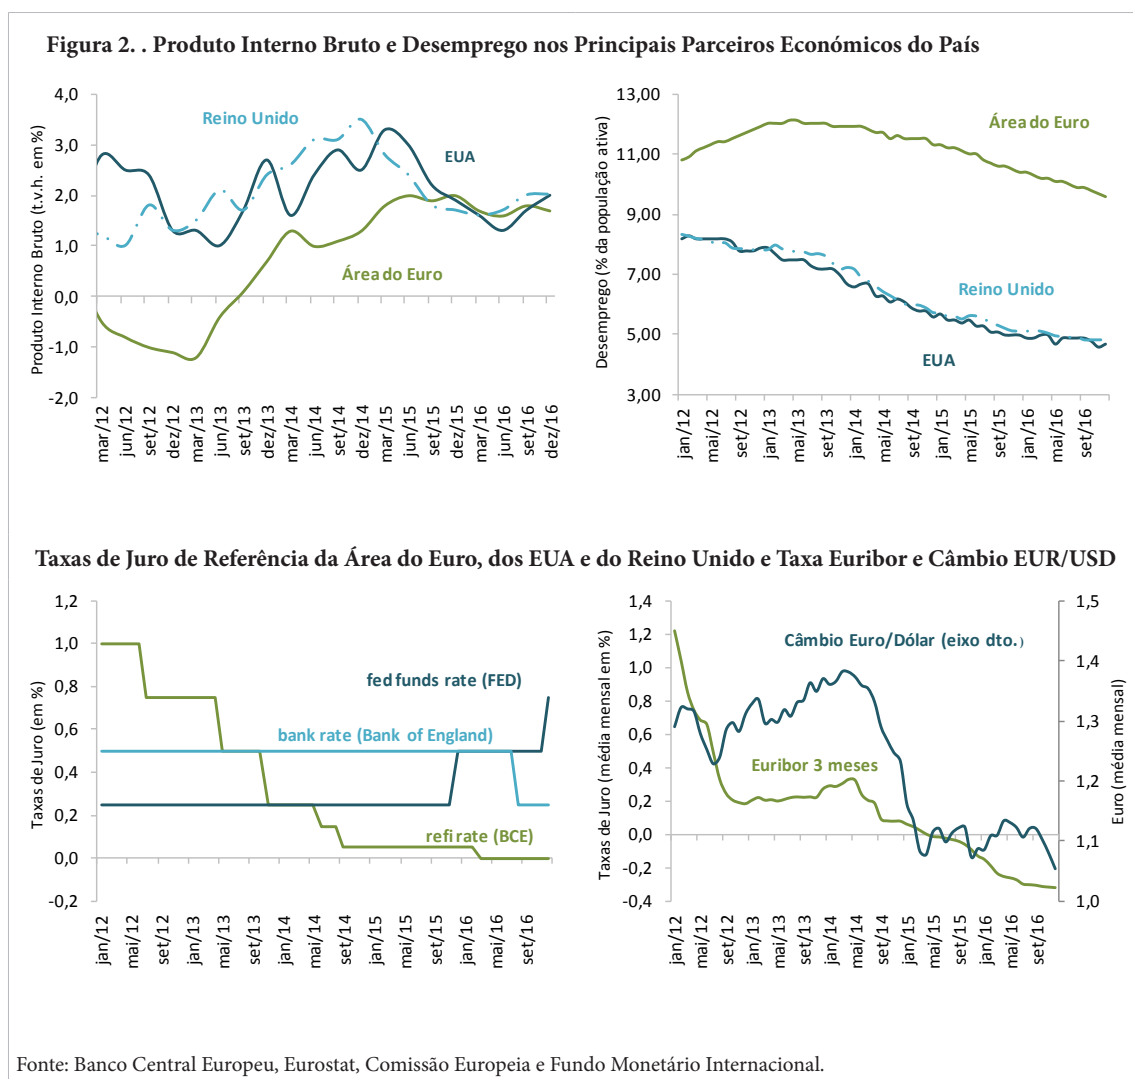 Figura 2. . Produto Interno Bruto e Desemprego nos Principais Parceiros Económicos do País
Produto Interno Bruto (t.v.h. em %)
4,0
3,0
2,0
1,0
0,0
-1,0
-2,0
Reino Unido
EUA
Área do Euro
mar/12
jun/12
set/12
dez/12
mar/13
jun/13
set/13
dez/13
mar/14
jun/14
set/14
dez/14
mar/15
jun/15
set/15
dez/15
mar/16
jun/16
set/16
dez/16
Desemprego (% da população ativa)
13,00
11,00
9,00
7,00
5,00
3,00
Área do Euro
Reino Unido
EUA
jan/12
mai/12
set/12
jan/13
mai/13
set/13
jan/14
mai/14
set/14
jan/15
mai/15
set/15
jan/16
mai/16
set/16
Taxas de Juro de Referência da Área do Euro, dos EUA e do Reino Unido e Taxa Euribor e Câmbio EUR/USD
Taxas de Juro (em %)
1,2
1,0
0,8
0,6
0,4
0,2
0,0
-0,2
fed funds rate (FED)
bank rate (Bank of England)
refi rate (BCE)
jan/12
mai/12
set/12
jan/13
mai/13
set/13
jan/14
mai/14
set/14
jan/15
mai/15
set/15
jan/16
mai/16
set/16
Taxas de Juro (média mensal em %)
1,4
1,2
1,0
0,8
0,6
0,4
0,2
0,0
-0,2
-0,4
Câmbio Euro/Dólar (eixo dto.)
Euribor 3 meses
1,5
1,4
1,3
1,2
1,1
1,0
Euro (média mensal)
jan/12
mai/12
set/12
jan/13
mai/13
set/13
jan/14
mai/14
set/14
jan/15
mai/15
set/15
jan/16
mai/16
set/16
Fonte: Banco Central Europeu, Eurostat, Comissão Europeia e Fundo Monetário Internacional.